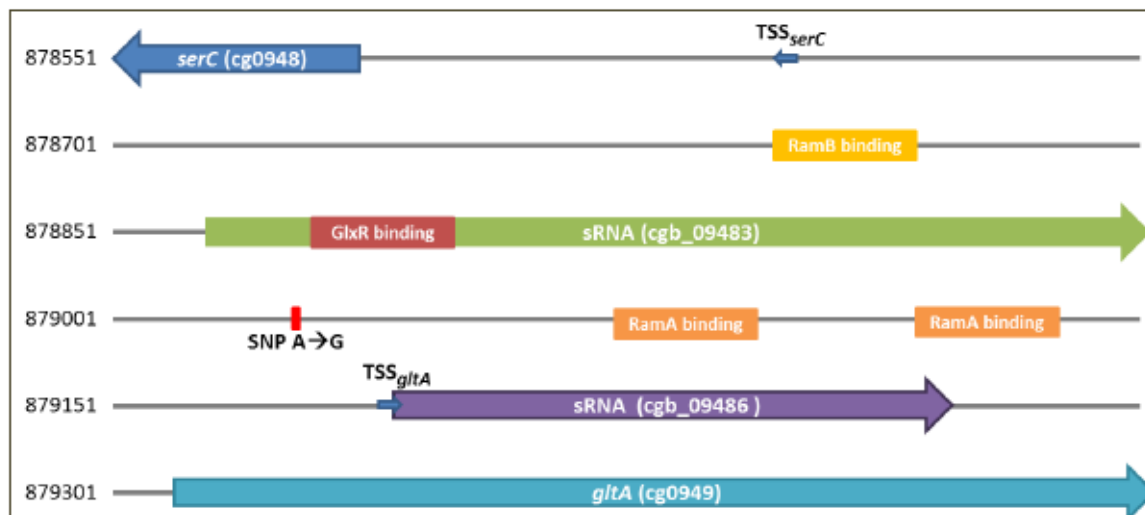 TSSserC
878551 serC (cg0948)
878701 RamB binding
878851 GlxR binding sRNA (cgb_09483)
879001 RamA binding RamA binding
SNP A→G
TSSgltA
879151 sRNA (cgb_09486 )
879301 gltA (cg0949)